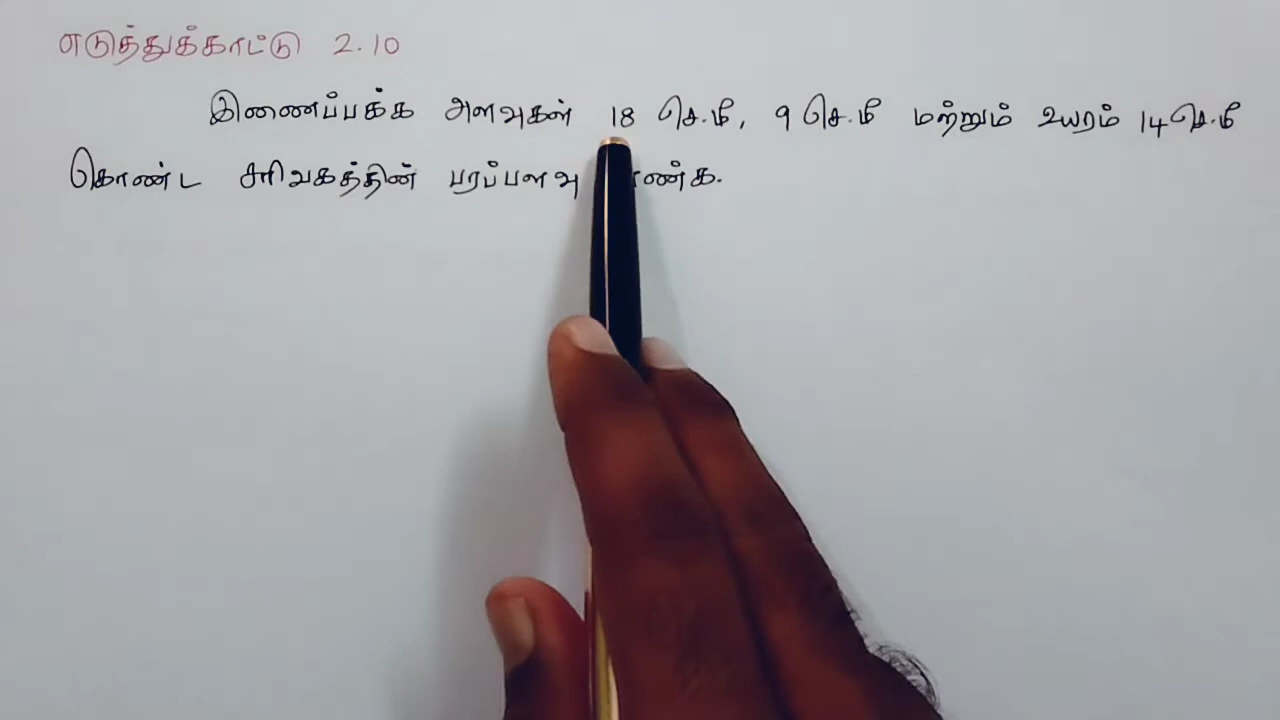 எடுத்துக்காட்டு 2.10
இணைப்பக்க அளவுகள் 18 செ.மீ, 9 செ.மீ மற்றும் உயரம் 14 செ.மீ
கொண்ட சரிவகத்தின் பரப்பளவு